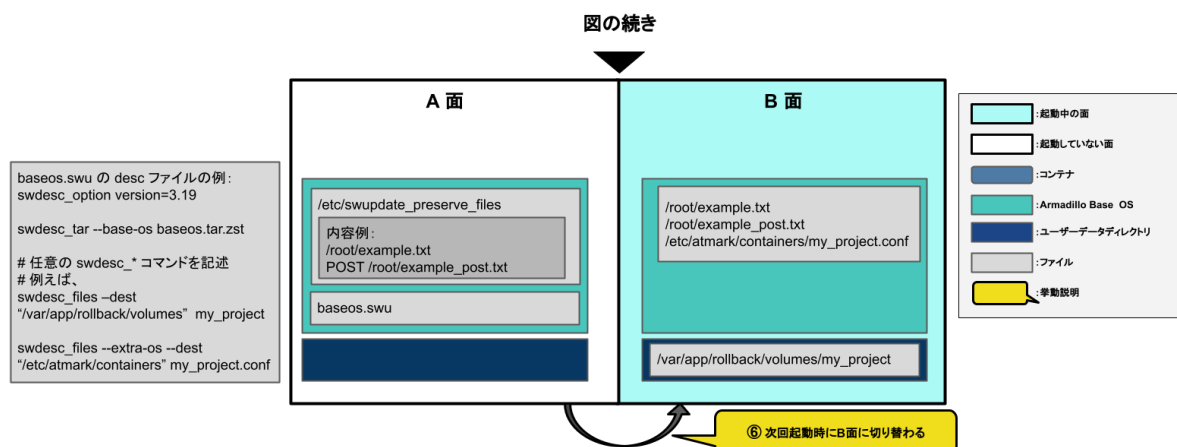 図の続き
A 面
B 面
baseos.swu の desc ファイルの例：
swdesc_option version=3.19
swdesc_tar --base-os baseos.tar.zst
# 任意の swdesc_* コマンドを記述
# 例えば、
swdesc_files –dest
“/var/app/rollback/volumes”  my_project
swdesc_files --extra-os --dest
“/etc/atmark/containers” my_project.conf
/etc/swupdate_preserve_files
内容例：
/root/example.txt
POST /root/example_post.txt
baseos.swu
/root/example.txt
/root/example_post.txt
/etc/atmark/containers/my_project.conf
/var/app/rollback/volumes/my_project
⑥ 次回起動時にB面に切り替わる
:起動中の面
:起動していない面
:コンテナ
:Armadillo Base  OS
:ユーザーデータディレクトリ
:ファイル
:挙動説明